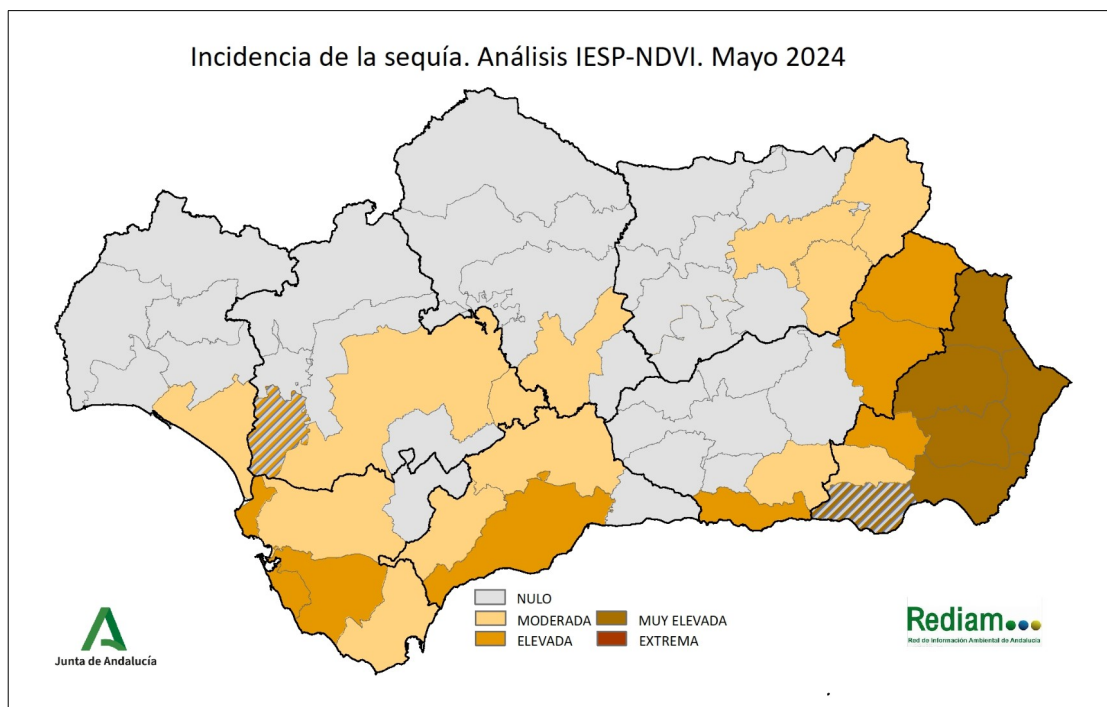 Incidencia de la sequía. Análisis IESP-NDVI. Mayo 2024
NULO
MODERADA
MUY ELEVADA
ELEVADA
EXTREMA
Junta de Andalucía
Rediam
Red de Información Ambiental de Andalucía